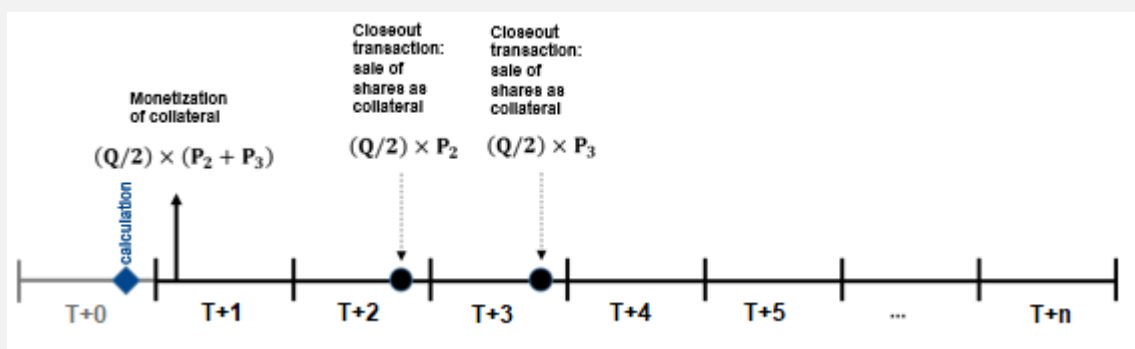 Closeout
transaction:
sale of
shares as
collateral
(Q/2) × P₂
Closeout
transaction:
sale of
shares as
collateral
(Q/2) × P₃
Monetization
of collateral
(Q/2) × (P₂ + P₃)
calculation
T+0
T+1
T+2
T+3
T+4
T+5
...
T+n